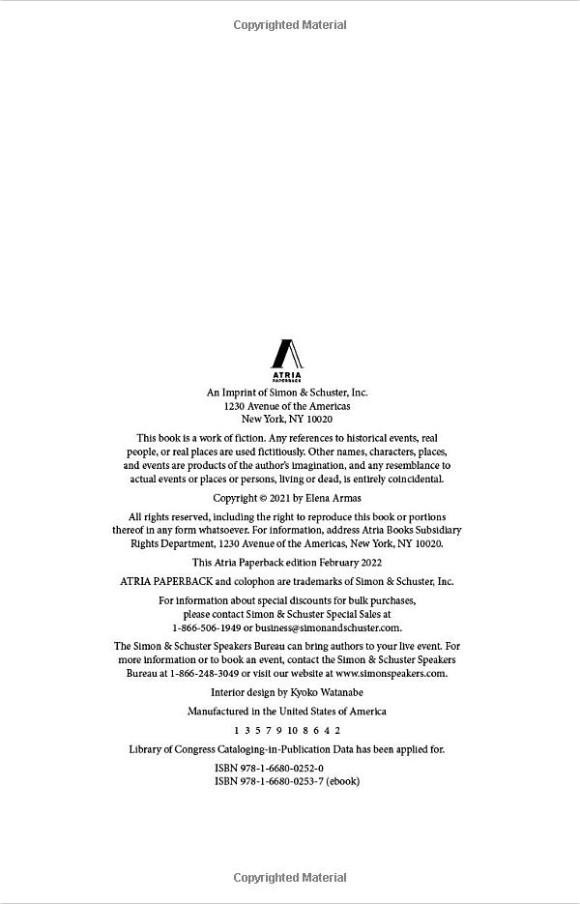 Copyrighted Material
ATRIA
PAPERBACK
An Imprint of Simon & Schuster, Inc.
1230 Avenue of the Americas
New York, NY 10020
This book is a work of fiction. Any references to historical events, real
people, or real places are used fictitiously. Other names, characters, places,
and events are products of the author's imagination, and any resemblance to
actual events or places or persons, living or dead, is entirely coincidental.
Copyright © 2021 by Elena Armas
All rights reserved, including the right to reproduce this book or portions
thereof in any form whatsoever. For information, address Atria Books Subsidiary
Rights Department, 1230 Avenue of the Americas, New York, NY 10020.
This Atria Paperback edition February 2022
ATRIA PAPERBACK and colophon are trademarks of Simon & Schuster, Inc.
For information about special discounts for bulk purchases,
please contact Simon & Schuster Special Sales at
1-866-506-1949 or business@simonandschuster.com.
The Simon & Schuster Speakers Bureau can bring authors to your live event. For
more information or to book an event, contact the Simon & Schuster Speakers
Bureau at 1-866-248-3049 or visit our website at www.simonspeakers.com.
Interior design by Kyoko Watanabe
Manufactured in the United States of America
1 3 5 7 9 10 8 6 4 2
Library of Congress Cataloging-in-Publication Data has been applied for.
ISBN 978-1-6680-0252-0
ISBN 978-1-6680-0253-7 (ebook)
Copyrighted Material